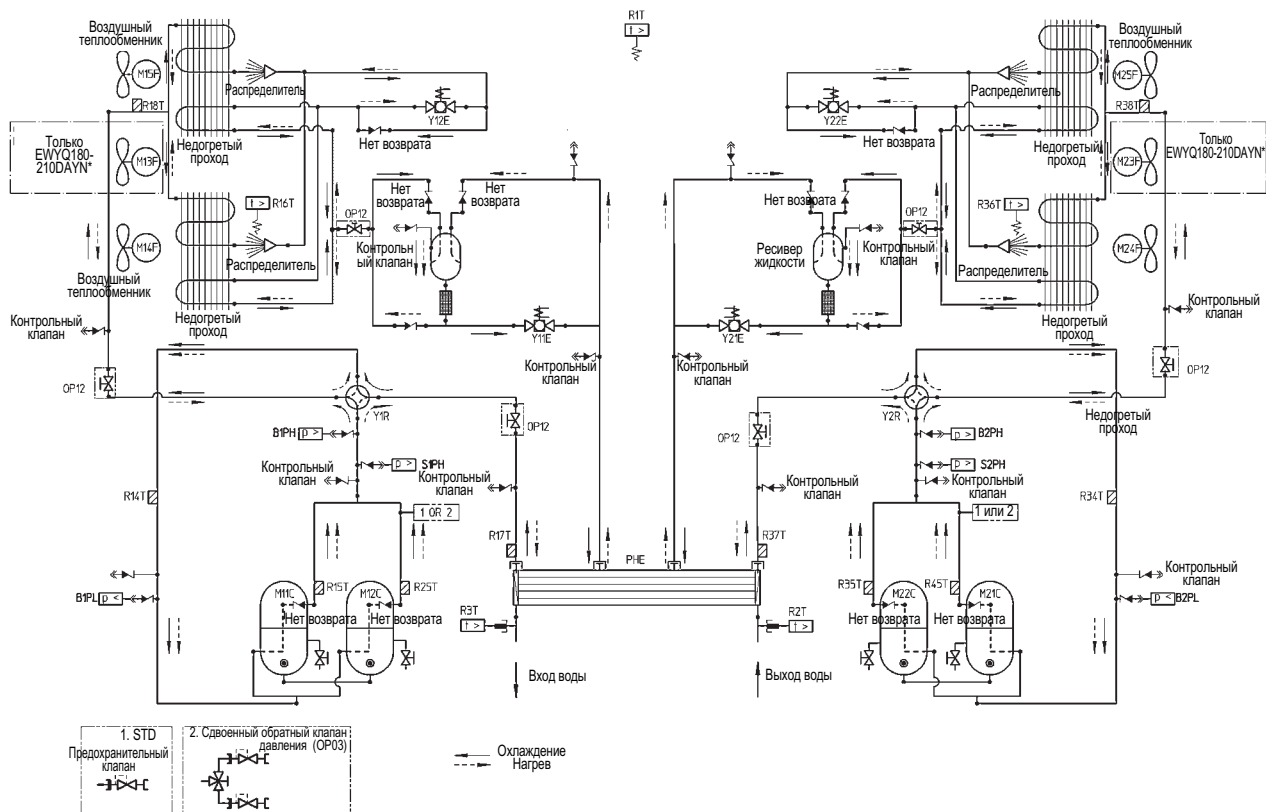 R1T
t >
Воздушный
теплообменник
M15F
R18T
Распределитель
Y12E
Нет возврата
Только
EWYQ180-
210DAYN*
M13F
Недогретый
проход
t >
R16T
M14F
Распределитель
Воздушный
теплообменник
Недогретый
проход
Контрольный
клапан
OP12
Нет
возврата
Нет
возврата
Контрольн
ый клапан
Y11E
Контрольный
клапан
OP12
Y1R
B1PH
p >
p >
S1PH
Контрольный
клапан
OP12
Контрольный
клапан
R14T
1 OR 2
R17T
PHE
R15T
R25T
M11C
M12C
Нет возврата
Нет возврата
B1PL
p <
R3T
t >
Вход воды
Воздушный
теплообменник
M25F
R38T
Распределитель
Y22E
Нет возврата
Только
EWYQ180-
210DAYN*
M23F
Недогретый
проход
R36T
t >
M24F
Распределитель
Недогретый
проход
Контрольный
клапан
OP12
Нет возврата
Ресивер
жидкости
Контрольный
клапан
Y21E
Контрольный
клапан
OP12
Y2R
Недогретый
проход
OP12
p >
B2PH
p >
S2PH
Контрольный
клапан
Контрольный
клапан
R34T
1 или 2
R37T
R35T
R45T
M22C
M21C
Нет возврата
Нет возврата
Контрольный
клапан
p <
B2PL
R2T
t >
Выход воды
1. STD
Предохранительный
клапан
2. Сдвоенный обратный клапан
давления (OP03)
Охлаждение
Нагрев